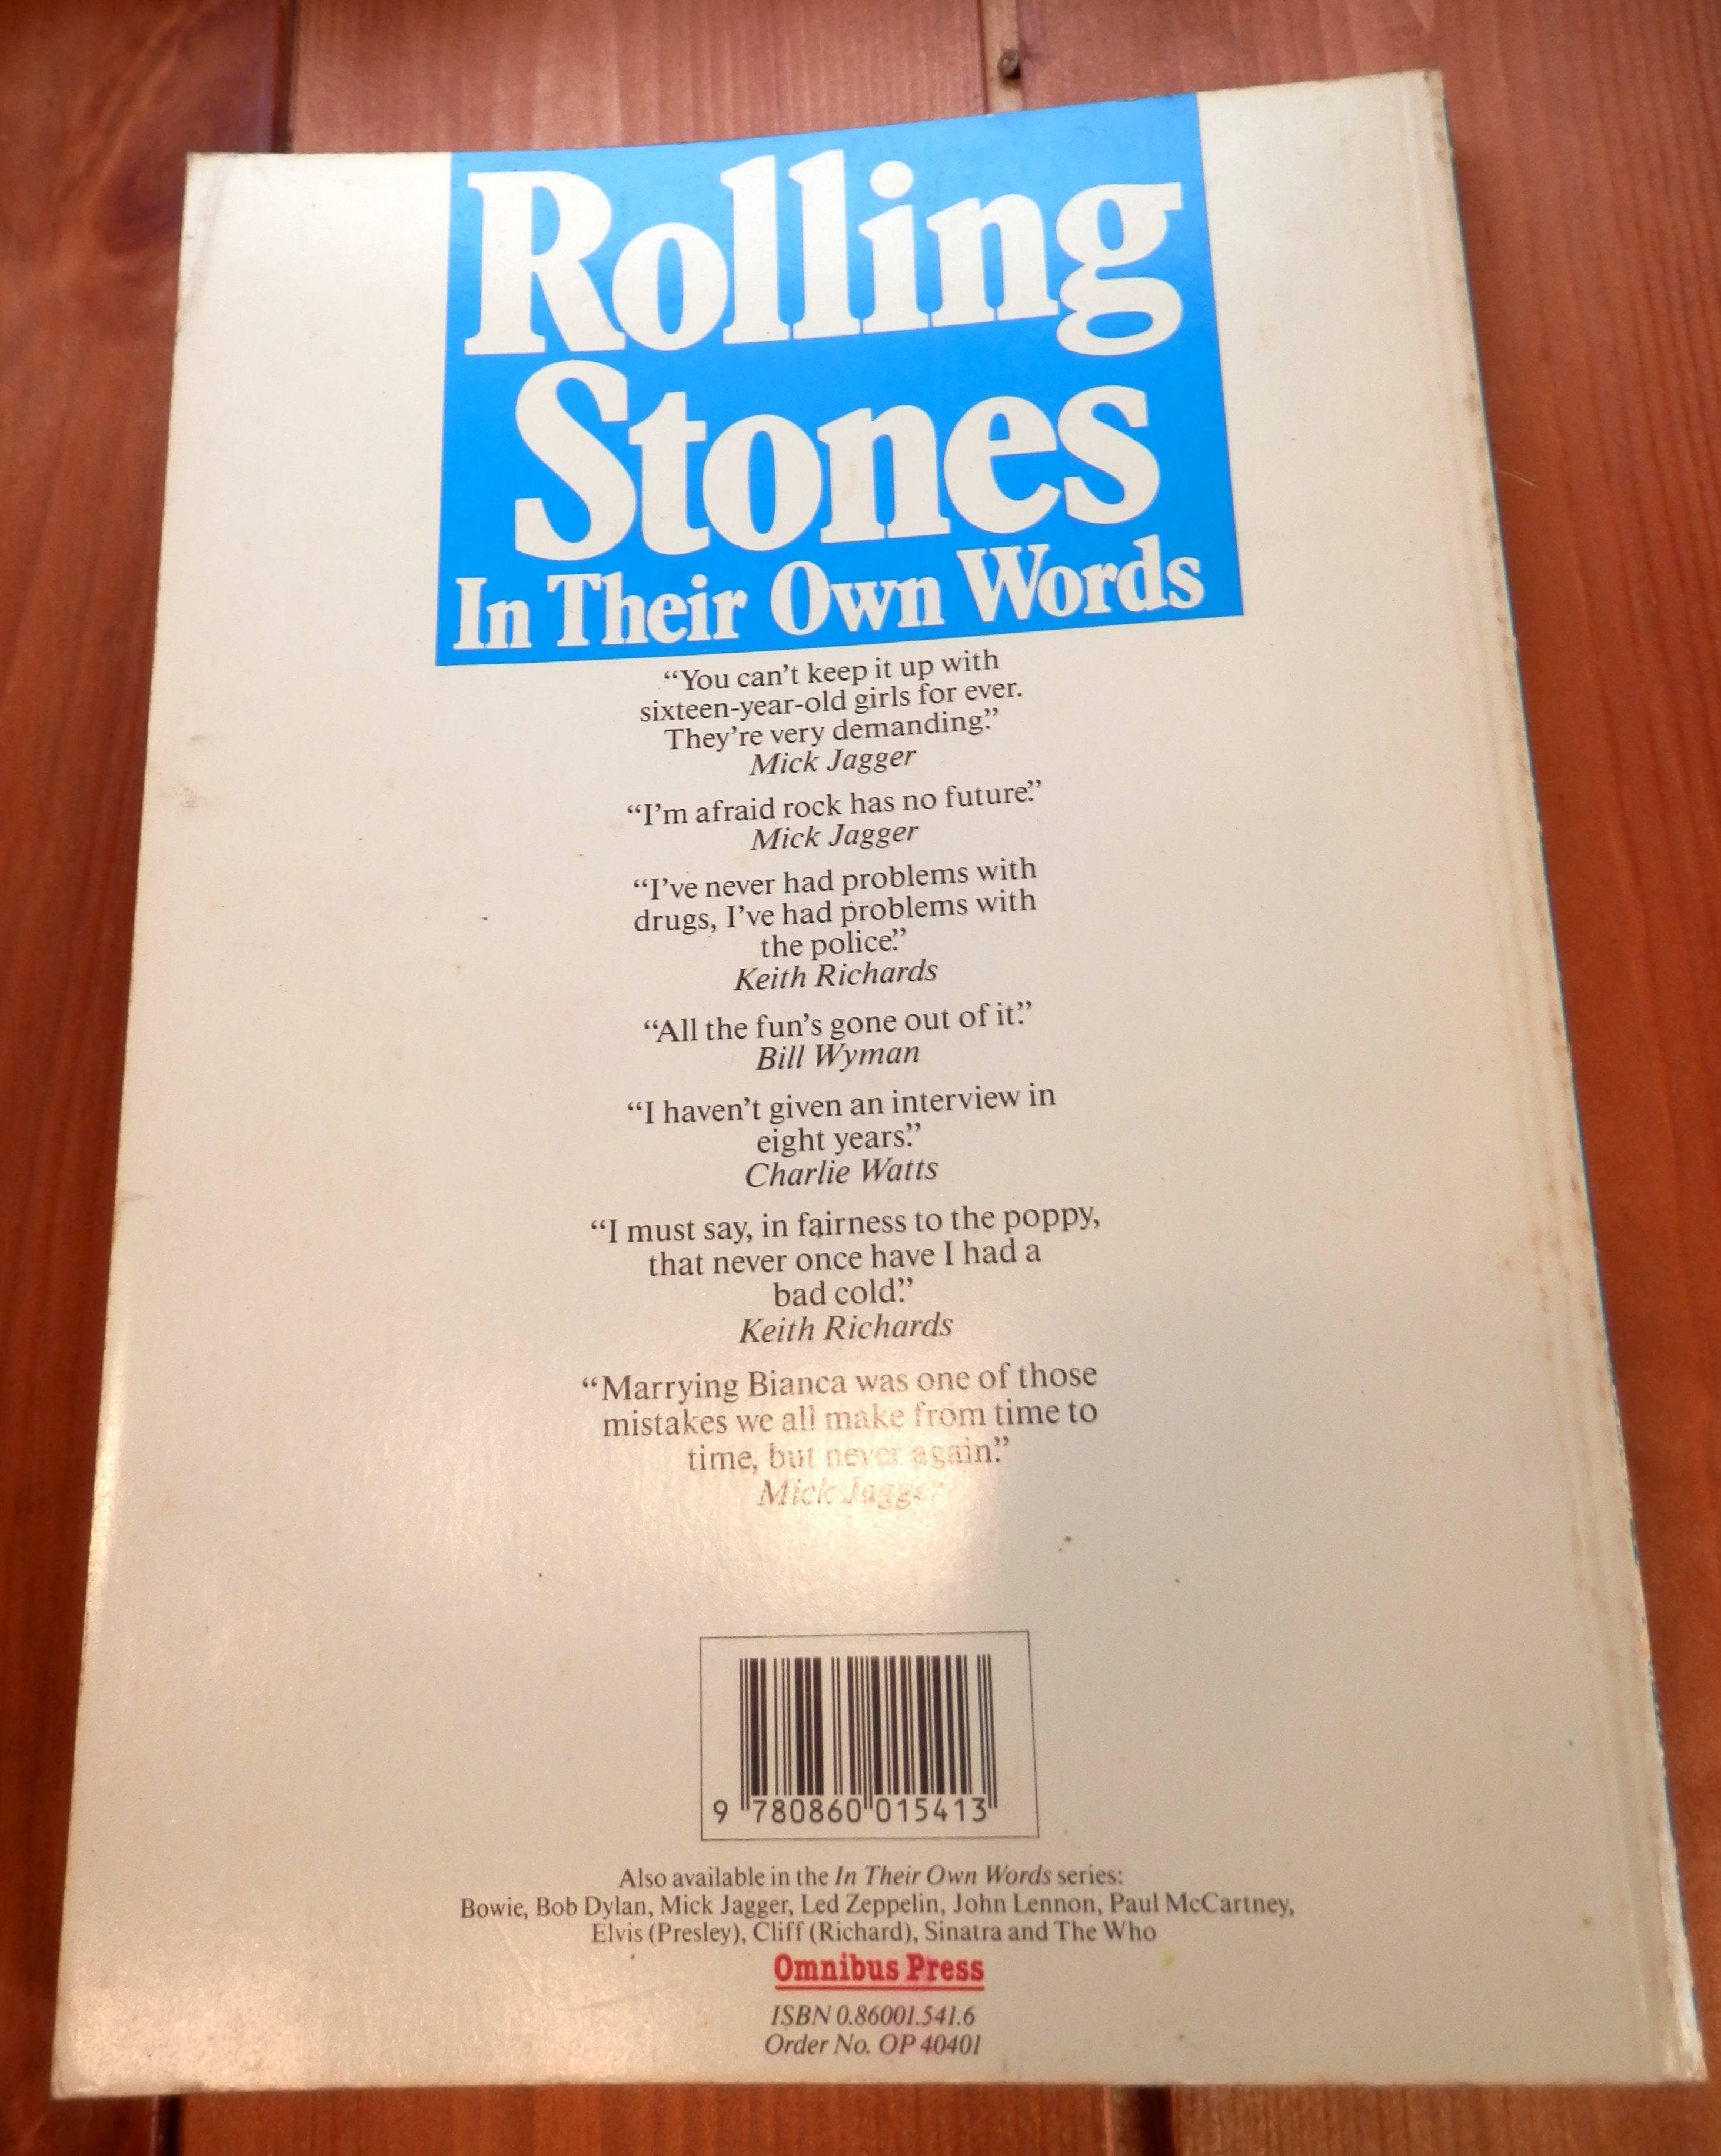 Rolling
Stones
In Their Own Words
“You can’t keep it up with
sixteen-year-old girls for ever.
They’re very demanding.”
Mick Jagger
“I’m afraid rock has no future.”
Mick Jagger
“I’ve never had problems with
drugs, I’ve had problems with
the police.”
Keith Richards
“All the fun’s gone out of it.”
Bill Wyman
“I haven’t given an interview in
eight years.”
Charlie Watts
“I must say, in fairness to the poppy,
that never once have I had a
bad cold.”
Keith Richards
“Marrying Bianca was one of those
mistakes we all make from time to
time, but never again.”
Mick Jagger
9 780860 015413
Also available in the In Their Own Words series:
Bowie, Bob Dylan, Mick Jagger, Led Zeppelin, John Lennon, Paul McCartney,
Elvis (Presley), Cliff (Richard), Sinatra and The Who
Omnibus Press
ISBN 0.86001.541.6
Order No. OP 40401